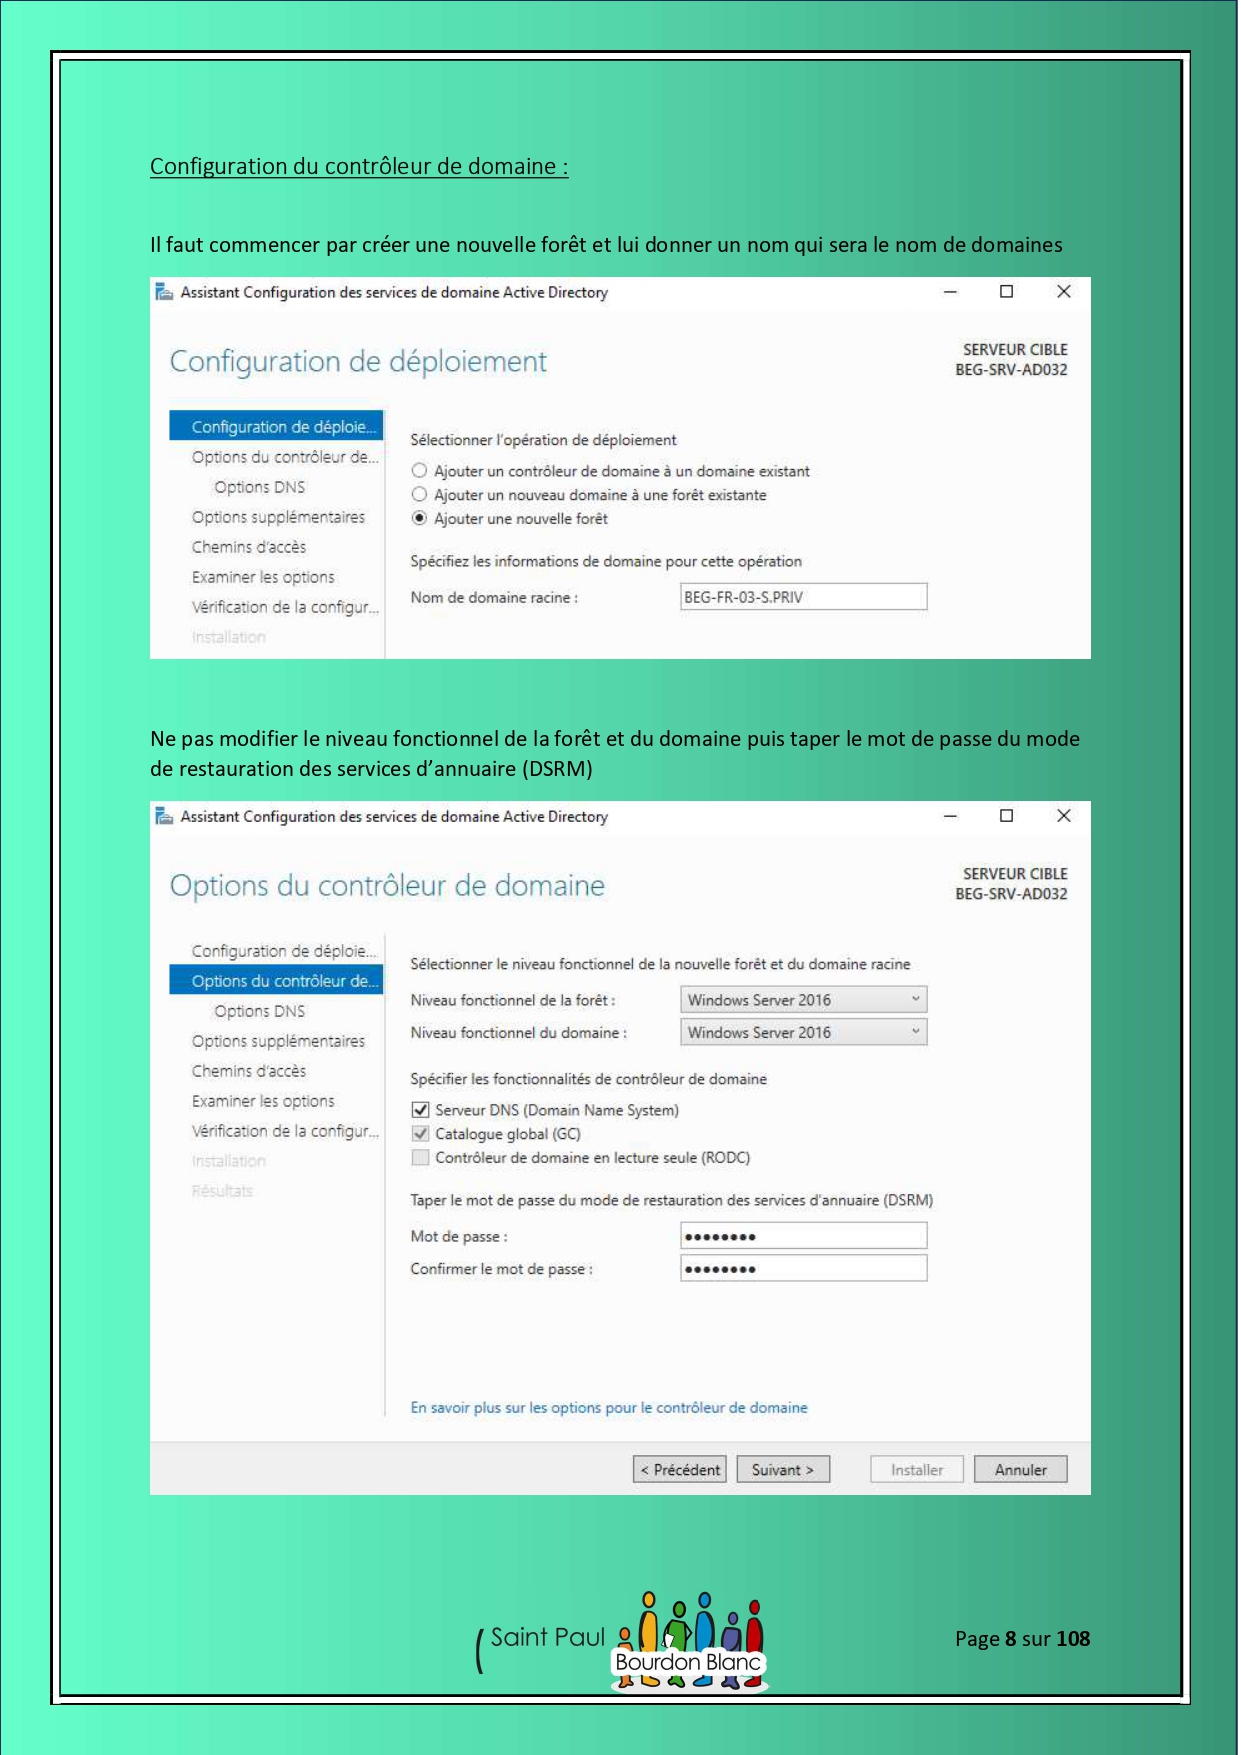 Configuration du contrôleur de domaine :
Il faut commencer par créer une nouvelle forêt et lui donner un nom qui sera le nom de domaines
Assistant Configuration des services de domaine Active Directory
Configuration de déploiement
SERVEUR CIBLE
BEG-SRV-AD032
Configuration de déploie...
Options du contrôleur de...
Options DNS
Options supplémentaires
Chemins d'accès
Examiner les options
Vérification de la configur...
Installation
Sélectionner l'opération de déploiement
Ajouter un contrôleur de domaine à un domaine existant
Ajouter un nouveau domaine à une forêt existante
Ajouter une nouvelle forêt
Spécifiez les informations de domaine pour cette opération
Nom de domaine racine : BEG-FR-03-S.PRIV
Ne pas modifier le niveau fonctionnel de la forêt et du domaine puis taper le mot de passe du mode
de restauration des services d'annuaire (DSRM)
Assistant Configuration des services de domaine Active Directory
Options du contrôleur de domaine
SERVEUR CIBLE
BEG-SRV-AD032
Configuration de déploie...
Options du contrôleur de...
Options DNS
Options supplémentaires
Chemins d'accès
Examiner les options
Vérification de la configur...
Installation
Résultats
Sélectionner le niveau fonctionnel de la nouvelle forêt et du domaine racine
Niveau fonctionnel de la forêt : Windows Server 2016
Niveau fonctionnel du domaine : Windows Server 2016
Spécifier les fonctionnalités de contrôleur de domaine
Serveur DNS (Domain Name System)
Catalogue global (GC)
Contrôleur de domaine en lecture seule (RODC)
Taper le mot de passe du mode de restauration des services d'annuaire (DSRM)
Mot de passe : ●●●●●●●●
Confirmer le mot de passe : ●●●●●●●●
En savoir plus sur les options pour le contrôleur de domaine
< Précédent Suivant > Installer Annuler
Saint Paul
Bourdon Blanc
Page 8 sur 108